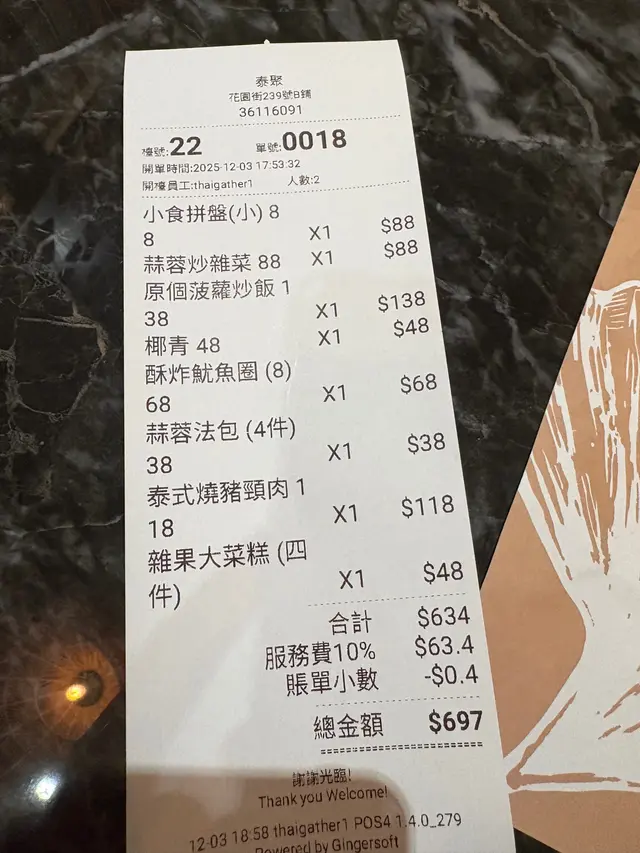 泰聚
花園街239號B鋪
36116091
檯號:22 單號:0018
開單時間:2025-12-03 17:53:32
開檯員工:thaigather1 人數:2
小食拼盤(小) 8
8 X1 $88
蒜蓉炒雜菜 88 X1 $88
原個菠蘿炒飯 1
38 X1 $138
椰青 48 X1 $48
酥炸魷魚圈 (8)
68 X1 $68
蒜蓉法包 (4件)
38 X1 $38
泰式燒豬頸肉 1
18 X1 $118
雜果大菜糕 (四
件) X1 $48
合計 $634
服務費10% $63.4
賬單小數 -$0.4
總金額 $697
謝謝光臨!
Thank you Welcome!
12-03 18:58 thaigather1 POS4 1.4.0_279
Powered by Gingersoft